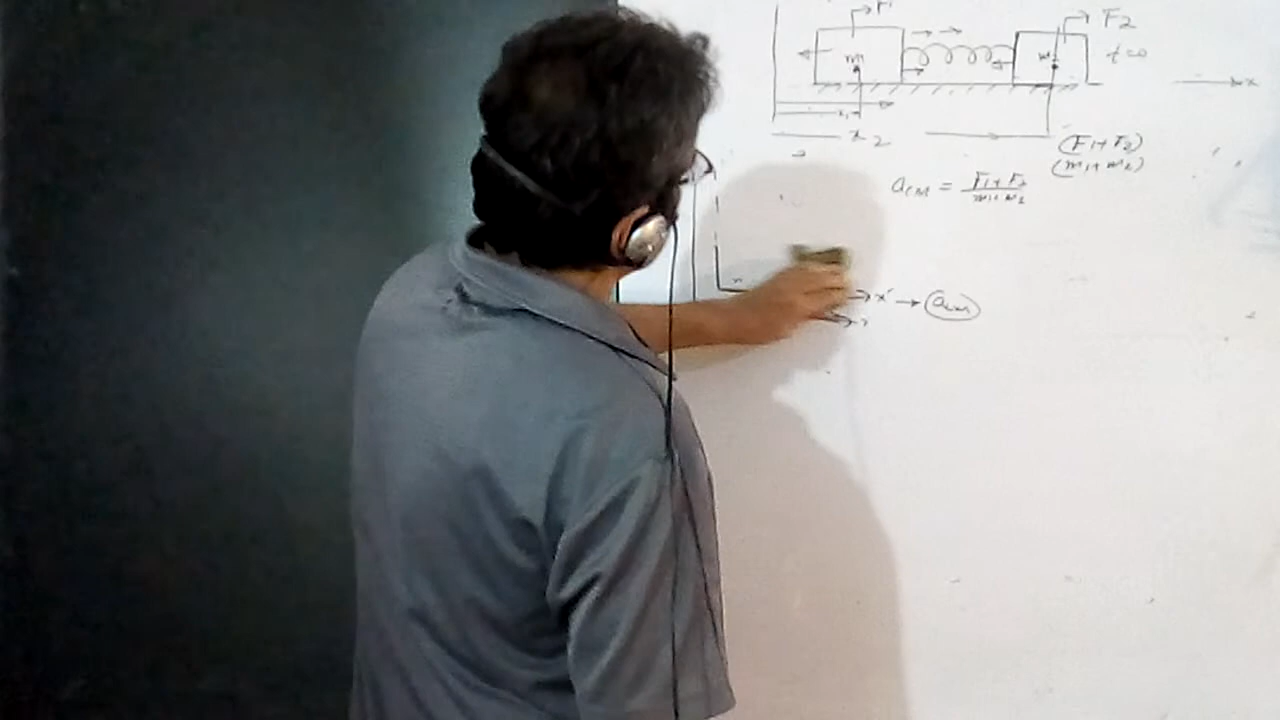 F1
F2
m1
m2
t=0
x
x1
x2
(F1+F2)
(m1+m2)
aCM = F1+F2
m1+m2
x' → aCM